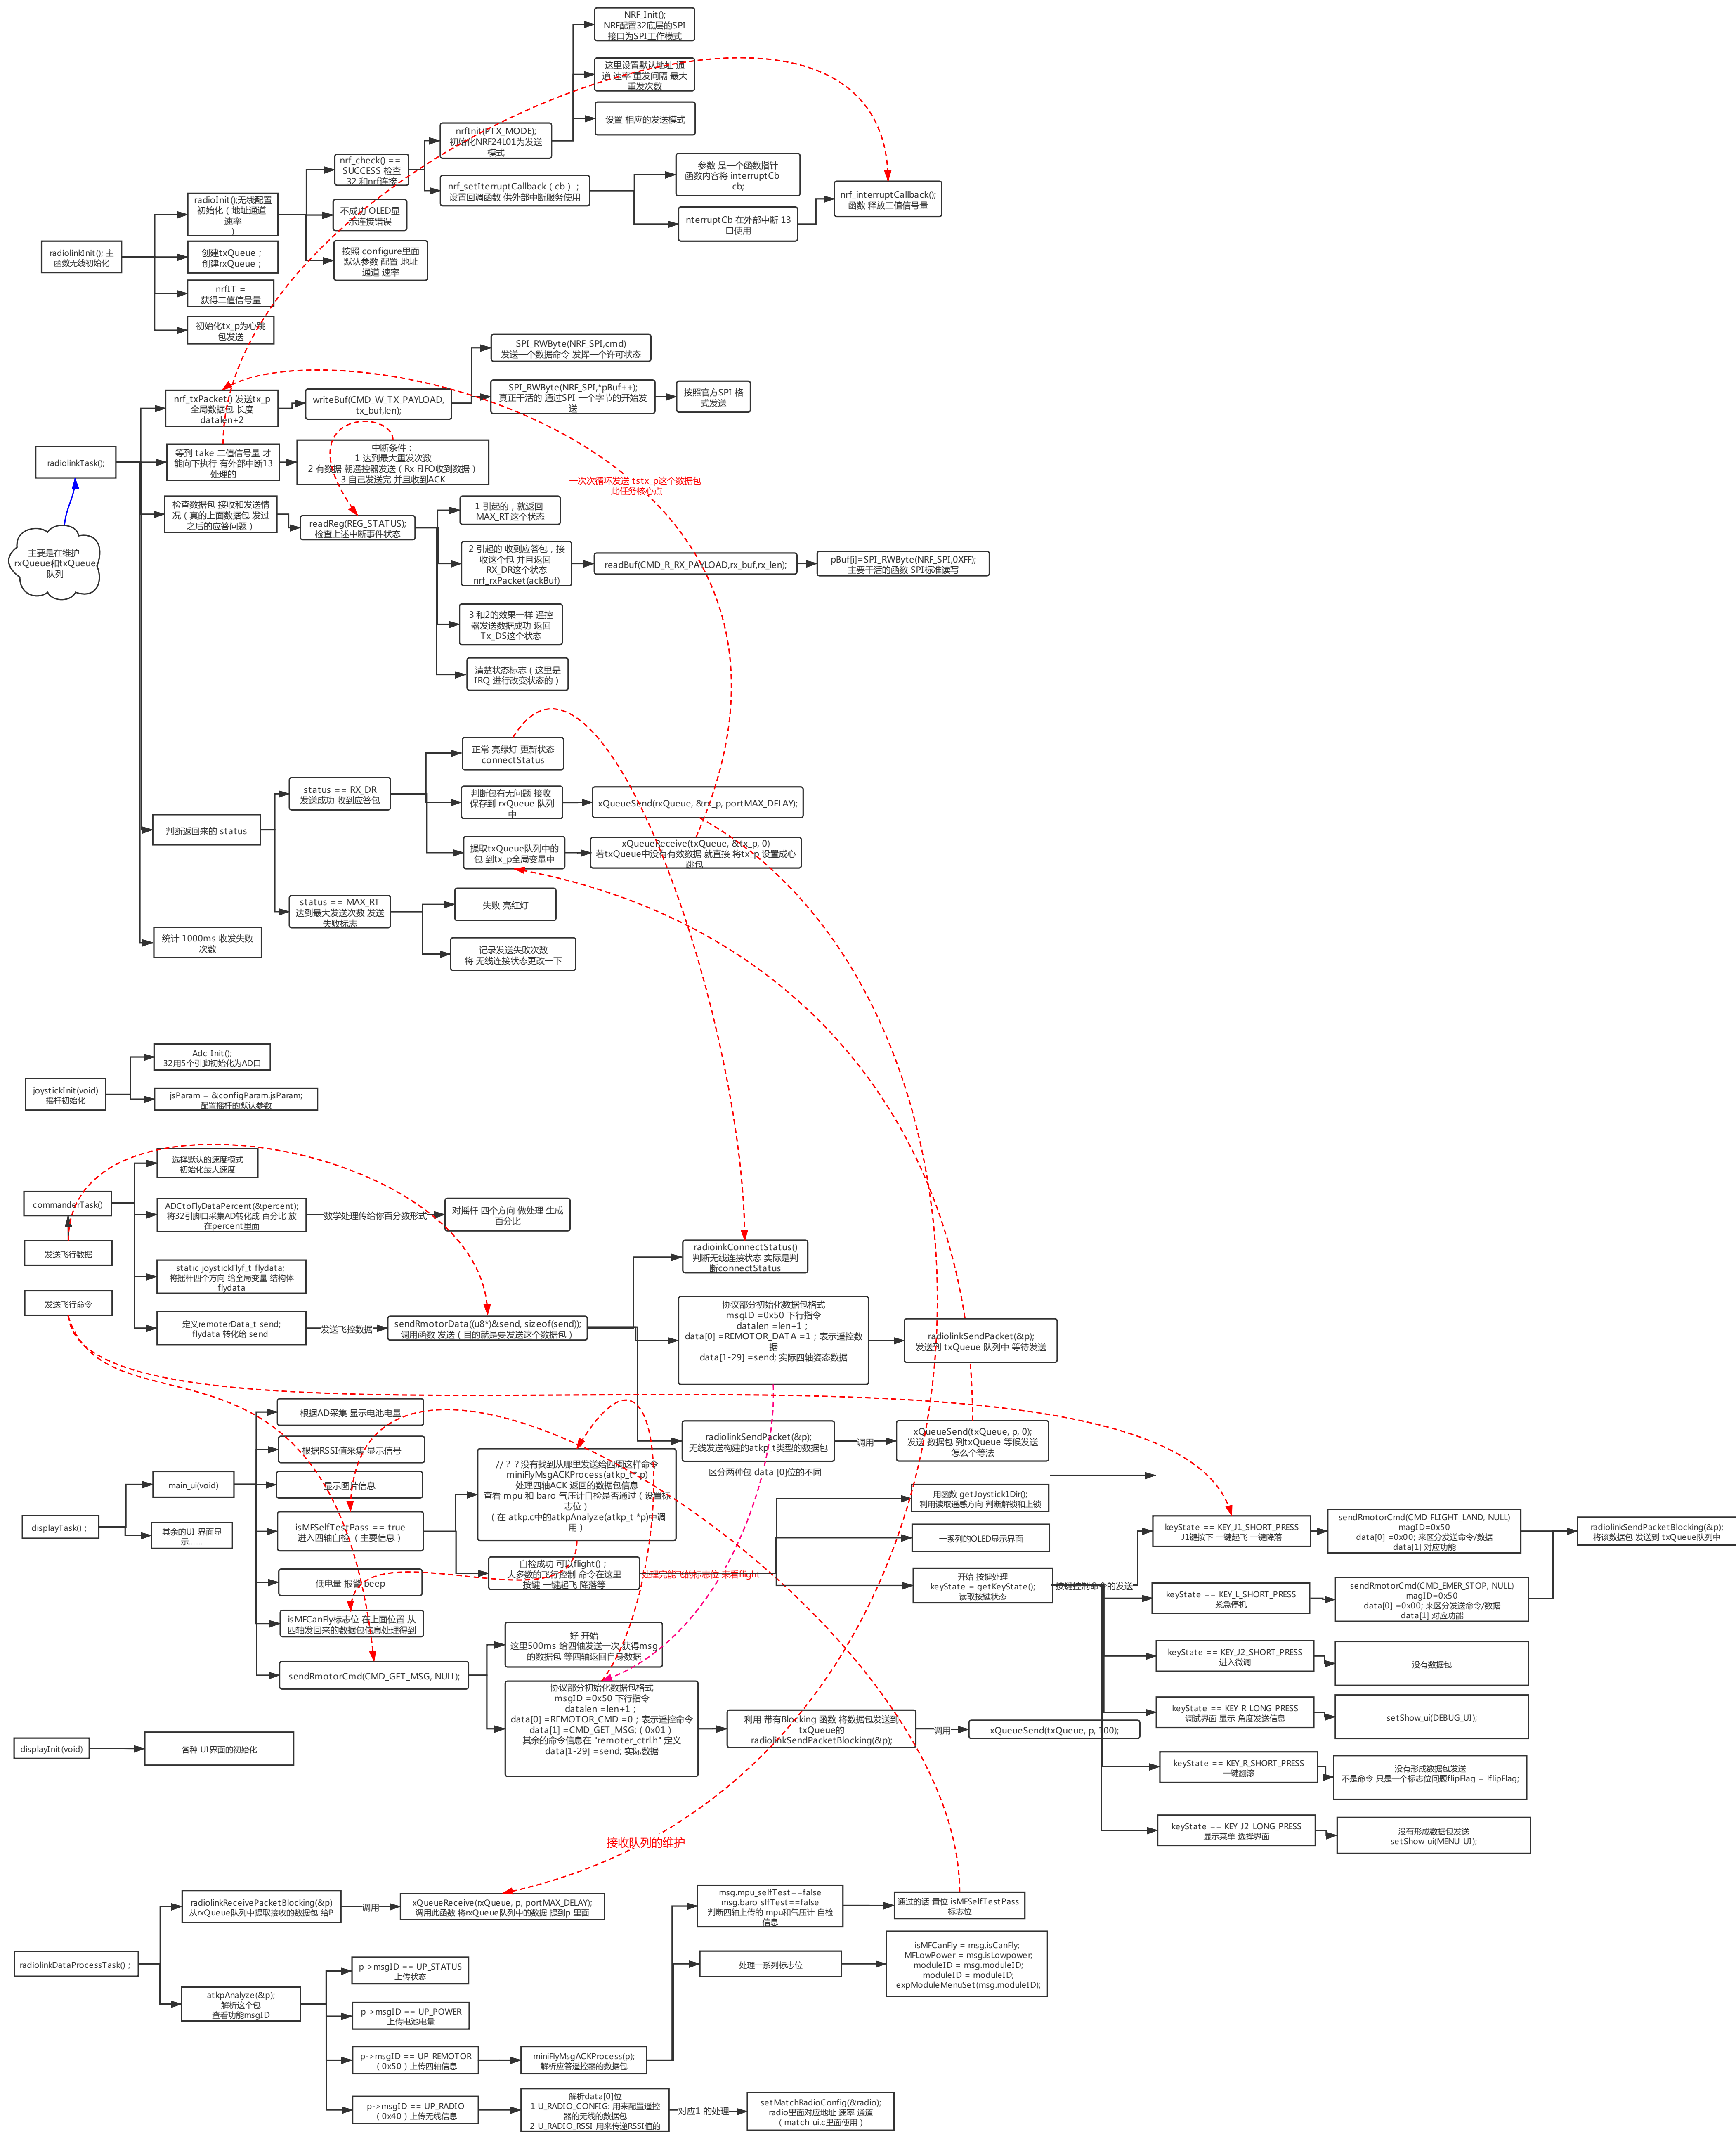 NRF_Init();
NRF配置32底层的SPI
接口为SPI工作模式
这里设置默认地址 通
道 速率 重发间隔 最大
重发次数
设置 相应的发送模式
nrfInit(PTX_MODE);
初始化NRF24L01为发送
模式
nrf_check() ==
SUCCESS 检查
32 和nrf连接
nrf_setIterruptCallback ( cb ) ;
设置回调函数 供外部中断服务使用
参数 是一个函数指针
函数内容将 interruptCb =
cb;
nterruptCb 在外部中断 13
口使用
nrf_interruptCallback();
函数 释放二值信号量
radioInit();无线配置
初始化 ( 地址通道
速率
)
不成功 OLED显
示连接错误
按照 configure里面
默认参数 配置 地址
通道 速率
radiolinkInit(); 主
函数无线初始化
创建txQueue ;
创建rxQueue ;
nrfIT =
获得二值信号量
初始化tx_p为心跳
包发送
SPI_RWByte(NRF_SPI,cmd)
发送一个数据命令 发挥一个许可状态
nrf_txPacket() 发送tx_p
全局数据包 长度
datalen+2
writeBuf(CMD_W_TX_PAYLOAD,
tx_buf,len);
SPI_RWByte(NRF_SPI,*pBuf++);
真正干活的 通过SPI 一个字节的开始发
送
按照官方SPI 格
式发送
radiolinkTask();
等到 take 二值信号量 才
能向下执行 有外部中断13
处理的
中断条件 :
1 达到最大重发次数
2 有数据 朝遥控器发送 ( Rx FIFO收到数据 )
3 自己发送完 并且收到ACK
一次次循环发送 tstx_p这个数据包
此任务核心点
主要是在维护
rxQueue和txQueue
队列
检查数据包 接收和发送情
况 ( 真的上面数据包 发过
之后的应答问题 )
readReg(REG_STATUS);
检查上述中断事件状态
1 引起的 , 就返回
MAX_RT这个状态
2 引起的 收到应答包 , 接
收这个包 并且返回
RX_DR这个状态
nrf_rxPacket(ackBuf)
readBuf(CMD_R_RX_PAYLOAD,rx_buf,rx_len);
pBuf[i]=SPI_RWByte(NRF_SPI,0XFF);
主要干活的函数 SPI标准读写
3 和2的效果一样 遥控
器发送数据成功 返回
Tx_DS这个状态
清楚状态标志 ( 这里是
IRQ 进行改变状态的 )
正常 亮绿灯 更新状态
connectStatus
status == RX_DR
发送成功 收到应答包
判断包有无问题 接收
保存到 rxQueue 队列
中
xQueueSend(rxQueue, &rx_p, portMAX_DELAY);
判断返回来的 status
提取txQueue队列中的
包 到tx_p全局变量中
xQueueReceive(txQueue, &tx_p, 0)
若txQueue中没有有效数据 就直接 将tx_p 设置成心
跳包
status == MAX_RT
达到最大发送次数 发送
失败标志
失败 亮红灯
统计 1000ms 收发失败
次数
记录发送失败次数
将 无线连接状态更改一下
Adc_Init();
32用5个引脚初始化为AD口
joystickInit(void)
摇杆初始化
jsParam = &configParam.jsParam;
配置摇杆的默认参数
选择默认的速度模式
初始化最大速度
commanderTask()
ADCtoFlyDataPercent(&percent);
将32引脚口采集AD转化成 百分比 放
在percent里面
数学处理传给你百分数形式
对摇杆 四个方向 做处理 生成
百分比
发送飞行数据
static joystickFlyf_t flydata;
将摇杆四个方向 给全局变量 结构体
flydata
发送飞行命令
定义remoterData_t send;
flydata 转化给 send
发送飞控数据
sendRmotorData((u8*)&send, sizeof(send));
调用函数 发送 ( 目的就是要发送这个数据包 )
radioinkConnectStatus()
判断无线连接状态 实际是判
断connectStatus
协议部分初始化数据包格式
msgID =0x50 下行指令
datalen =len+1 ;
data[0] =REMOTOR_DATA =1 ; 表示遥控数
据
data[1-29] =send; 实际四轴姿态数据
radiolinkSendPacket(&p);
发送到 txQueue 队列中 等待发送
radiolinkSendPacket(&p);
无线发送构建的atkp_t类型的数据包
调用
xQueueSend(txQueue, p, 0);
发送 数据包 到txQueue 等候发送
怎么个等法
区分两种包 data [0]位的不同
根据AD采集 显示电池电量
根据RSSI值采集 显示信号
main_ui(void)
显示图片信息
displayTask() ;
其余的UI 界面显
示......
isMFSelfTestPass == true
进入四轴自检 ( 主要信息 )
// ? ? 没有找到从哪里发送给四周这样命令
miniFlyMsgACKProcess(atkp_t* p)
处理四轴ACK 返回的数据包信息
查看 mpu 和 baro 气压计自检是否通过 ( 设置标
志位 )
( 在 atkp.c中的atkpAnalyze(atkp_t *p)中调
用 )
自检成功 可以flight() ;
大多数的飞行控制 命令在这里
按键 一键起飞 降落等
处理完能飞的标志位 来看flight
用函数 getJoystick1Dir();
利用读取遥感方向 判断解锁和上锁
一系列的OLED显示界面
开始 按键处理
keyState = getKeyState();
读取按键状态
按键控制命令的发送
keyState == KEY_J1_SHORT_PRESS
J1键按下 一键起飞 一键降落
sendRmotorCmd(CMD_FLIGHT_LAND, NULL)
magID=0x50
data[0] =0x00; 来区分发送命令/数据
data[1] 对应功能
radiolinkSendPacketBlocking(&p);
将该数据包 发送到 txQueue队列中
keyState == KEY_L_SHORT_PRESS
紧急停机
sendRmotorCmd(CMD_EMER_STOP, NULL)
magID=0x50
data[0] =0x00; 来区分发送命令/数据
data[1] 对应功能
低电量 报警 beep
isMFCanFly标志位 在上面位置 从
四轴发回来的数据包信息处理得到
sendRmotorCmd(CMD_GET_MSG, NULL);
好 开始
这里500ms 给四轴发送一次 获得msg
的数据包 等四轴返回自身数据
协议部分初始化数据包格式
msgID =0x50 下行指令
datalen =len+1 ;
data[0] =REMOTOR_CMD =0 ; 表示遥控命令
data[1] =CMD_GET_MSG; ( 0x01 )
其余的命令信息在 "remoter_ctrl.h" 定义
data[1-29] =send; 实际数据
利用 带有Blocking 函数 将数据包发送到
txQueue的
radiolinkSendPacketBlocking(&p);
调用
xQueueSend(txQueue, p, 100);
keyState == KEY_J2_SHORT_PRESS
进入微调
没有数据包
keyState == KEY_R_LONG_PRESS
调试界面 显示 角度发送信息
setShow_ui(DEBUG_UI);
keyState == KEY_R_SHORT_PRESS
一键翻滚
没有形成数据包发送
不是命令 只是一个标志位问题flipFlag = !flipFlag;
keyState == KEY_J2_LONG_PRESS
显示菜单 选择界面
没有形成数据包发送
setShow_ui(MENU_UI);
displayInit(void)
各种 UI界面的初始化
接收队列的维护
radiolinkReceivePacketBlocking(&p)
从rxQueue队列中提取接收的数据包 给P
调用
xQueueReceive(rxQueue, p, portMAX_DELAY);
调用此函数 将rxQueue队列中的数据 提到p 里面
msg.mpu_selfTest==false
msg.baro_slfTest==false
判断四轴上传的 mpu和气压计 自检
信息
通过的话 置位 isMFSelfTestPass
标志位
radiolinkDataProcessTask() ;
p->msgID == UP_STATUS
上传状态
处理一系列标志位
isMFCanFly = msg.isCanFly;
MFLowPower = msg.isLowpower;
moduleID = msg.moduleID;
moduleID = moduleID;
expModuleMenuSet(msg.moduleID);
atkpAnalyze(&p);
解析这个包
查看功能msgID
p->msgID == UP_POWER
上传电池电量
p->msgID == UP_REMOTOR
( 0x50 ) 上传四轴信息
miniFlyMsgACKProcess(p);
解析应答遥控器的数据包
p->msgID == UP_RADIO
( 0x40 ) 上传无线信息
解析data[0]位
1 U_RADIO_CONFIG: 用来配置遥控
器的无线的数据包
2 U_RADIO_RSSI 用来传递RSSI值的
对应1 的处理
setMatchRadioConfig(&radio);
radio里面对应地址 速率 通道
( match_ui.c里面使用 )